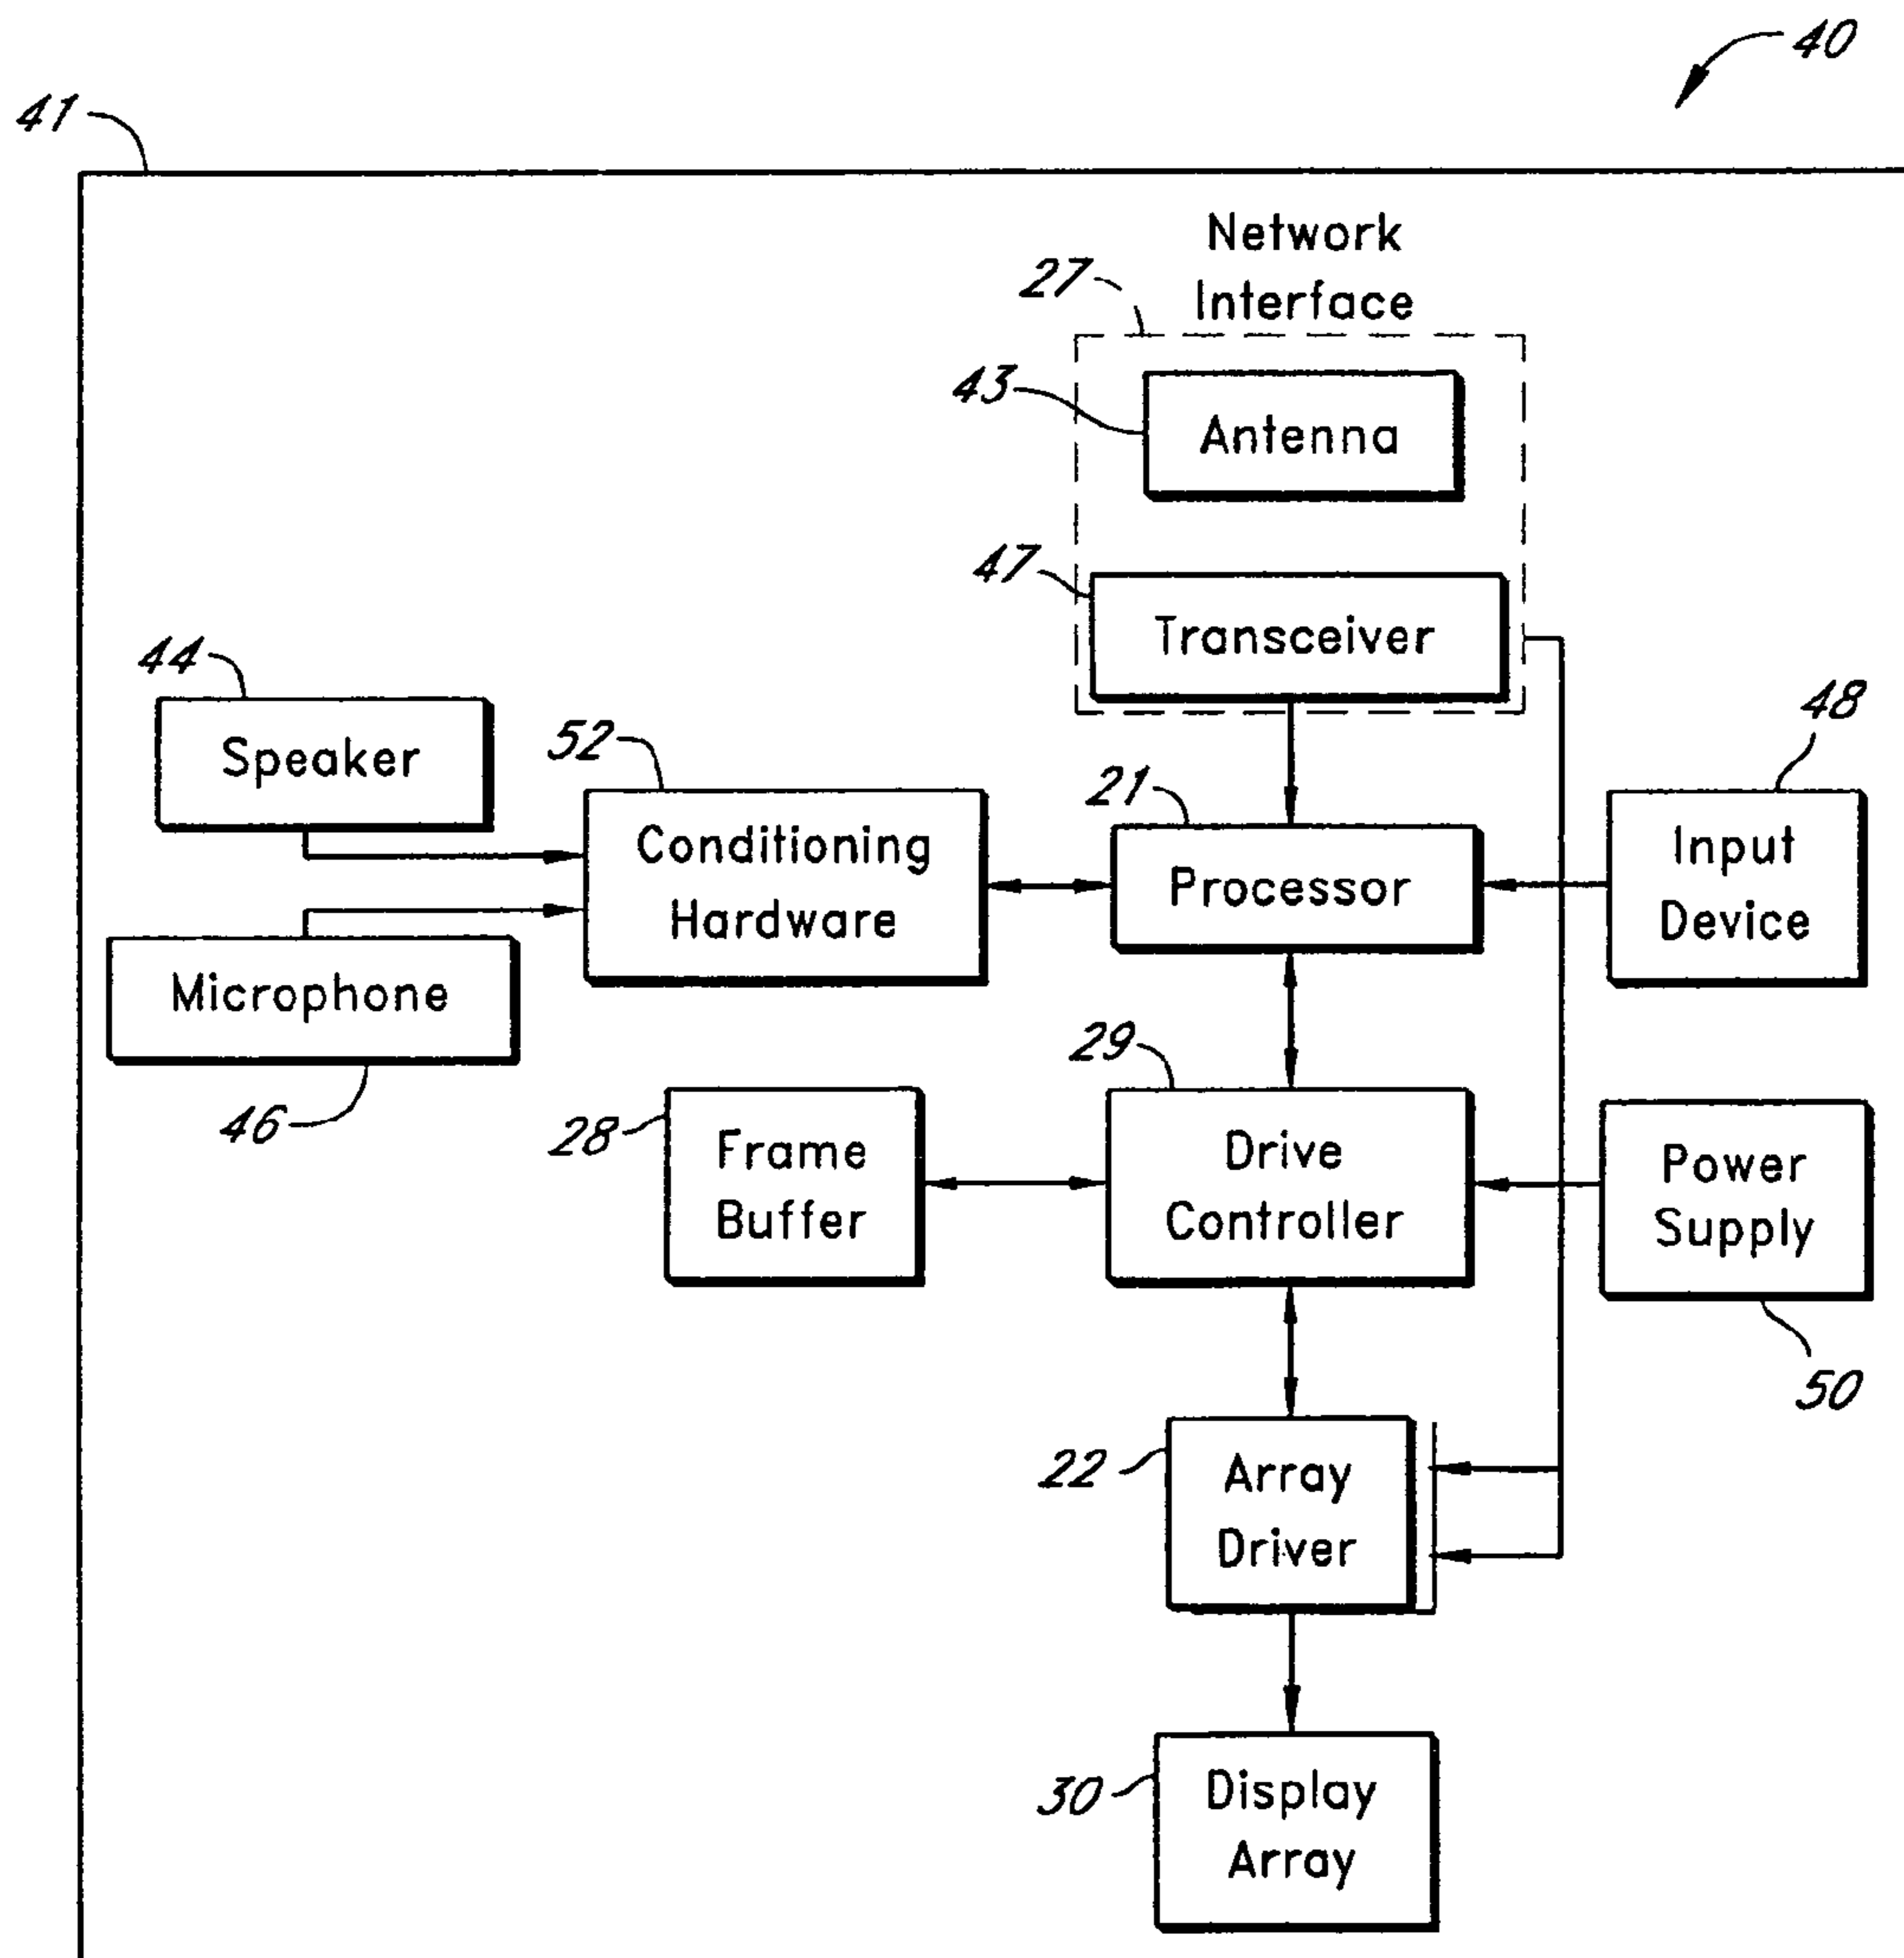 40
41
Network
Interface
27
43
Antenna
47
Transceiver
44
Speaker
52
Conditioning
Hardware
21
Processor
48
Input
Device
Microphone
46
28
Frame
Buffer
29
Drive
Controller
Power
Supply
50
22
Array
Driver
30
Display
Array